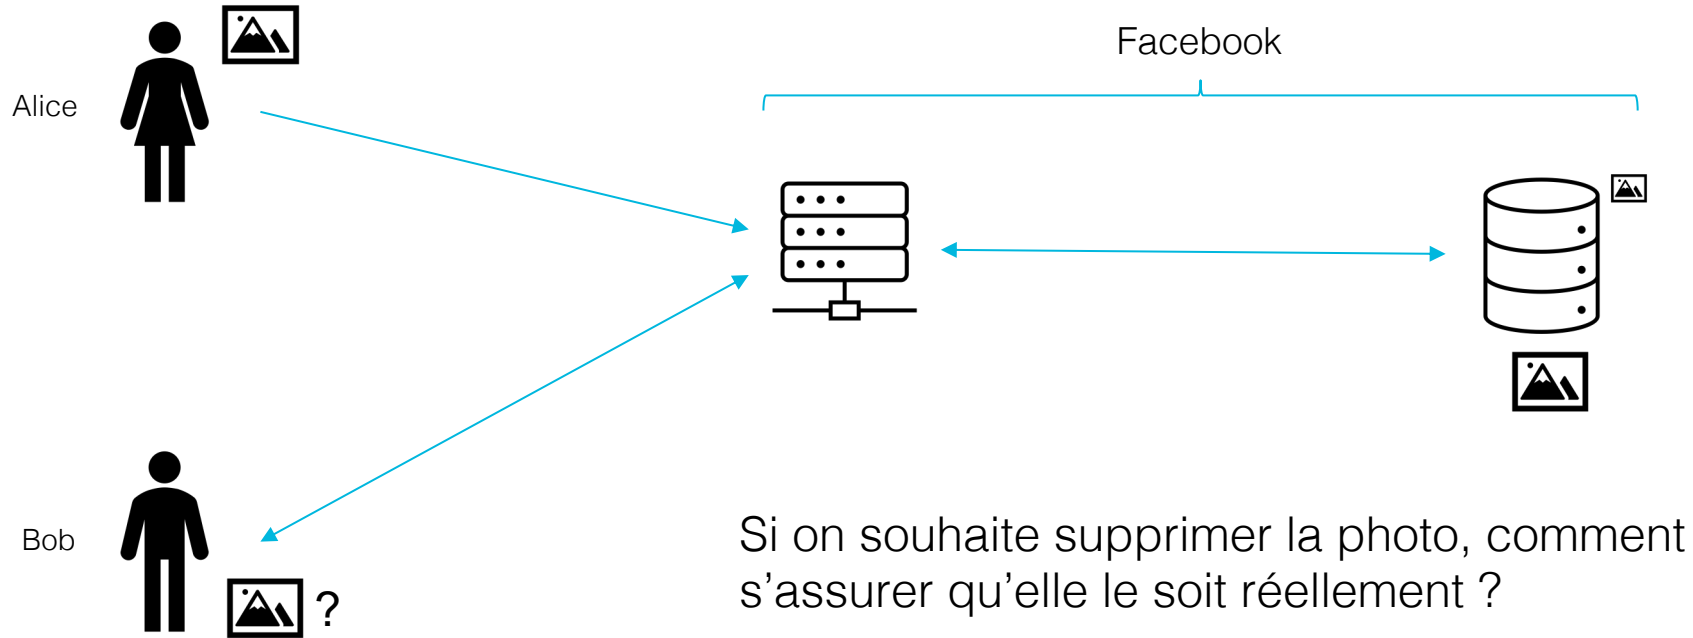 Facebook
Alice
Bob
?
Si on souhaite supprimer la photo, comment
s’assurer qu’elle le soit réellement ?